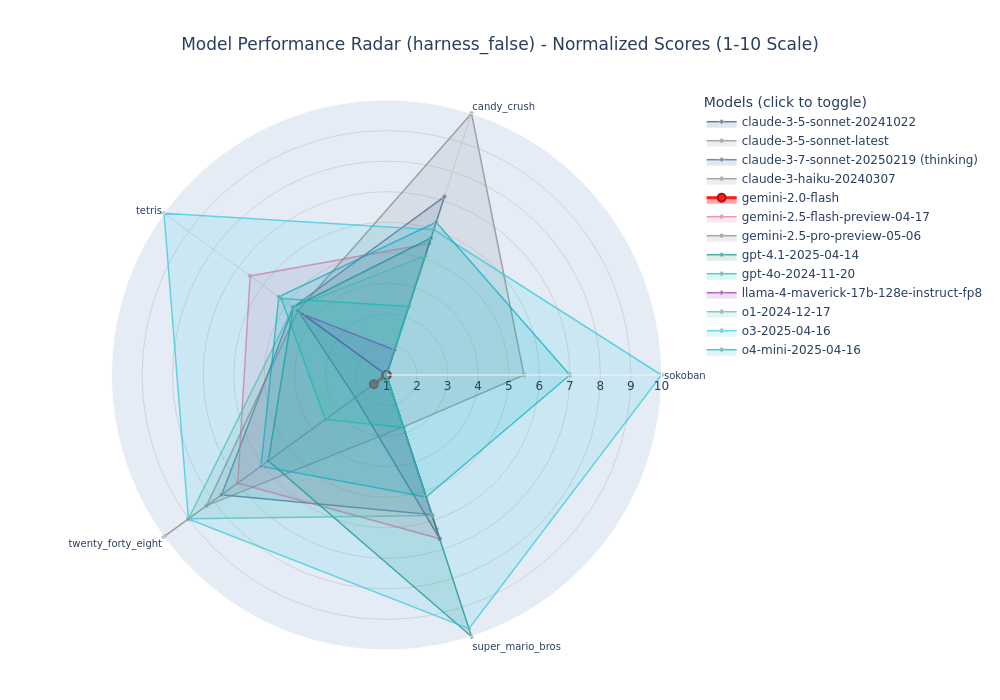 Model Performance Radar (harness_false) - Normalized Scores (1-10 Scale)
candy_crush
tetris
sokoban
1 2 3 4 5 6 7 8 9 10
twenty_forty_eight
super_mario_bros
Models (click to toggle)
claude-3-5-sonnet-20241022
claude-3-5-sonnet-latest
claude-3-7-sonnet-20250219 (thinking)
claude-3-haiku-20240307
gemini-2.0-flash
gemini-2.5-flash-preview-04-17
gemini-2.5-pro-preview-05-06
gpt-4.1-2025-04-14
gpt-4o-2024-11-20
llama-4-maverick-17b-128e-instruct-fp8
o1-2024-12-17
o3-2025-04-16
o4-mini-2025-04-16